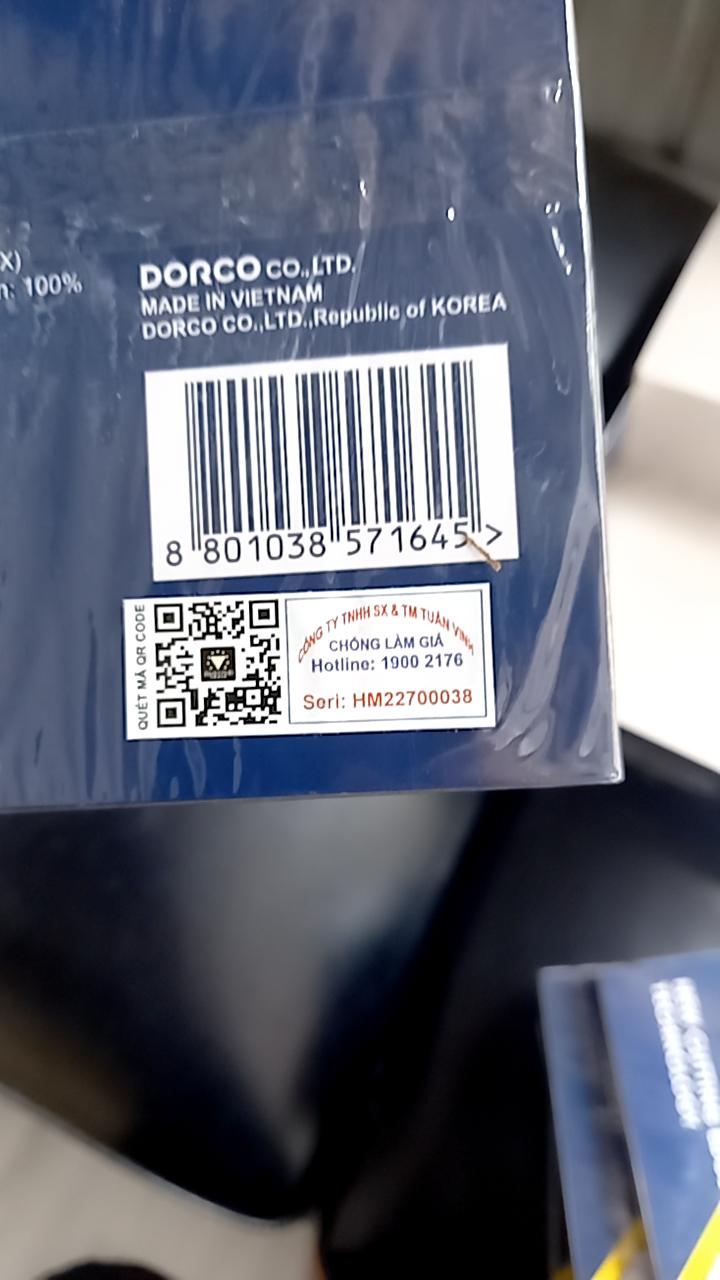 X)
n: 100%
DORCO CO.,LTD.
MADE IN VIETNAM
DORCO CO.,LTD.,Republic of KOREA
8 801038 571645 >
QUÉT MÃ QR CODE
CÔNG TY TNHH SX & TM TUẤN VINH
CHỐNG LÀM GIẢ
Hotline: 1900 2176
Seri: HM22700038